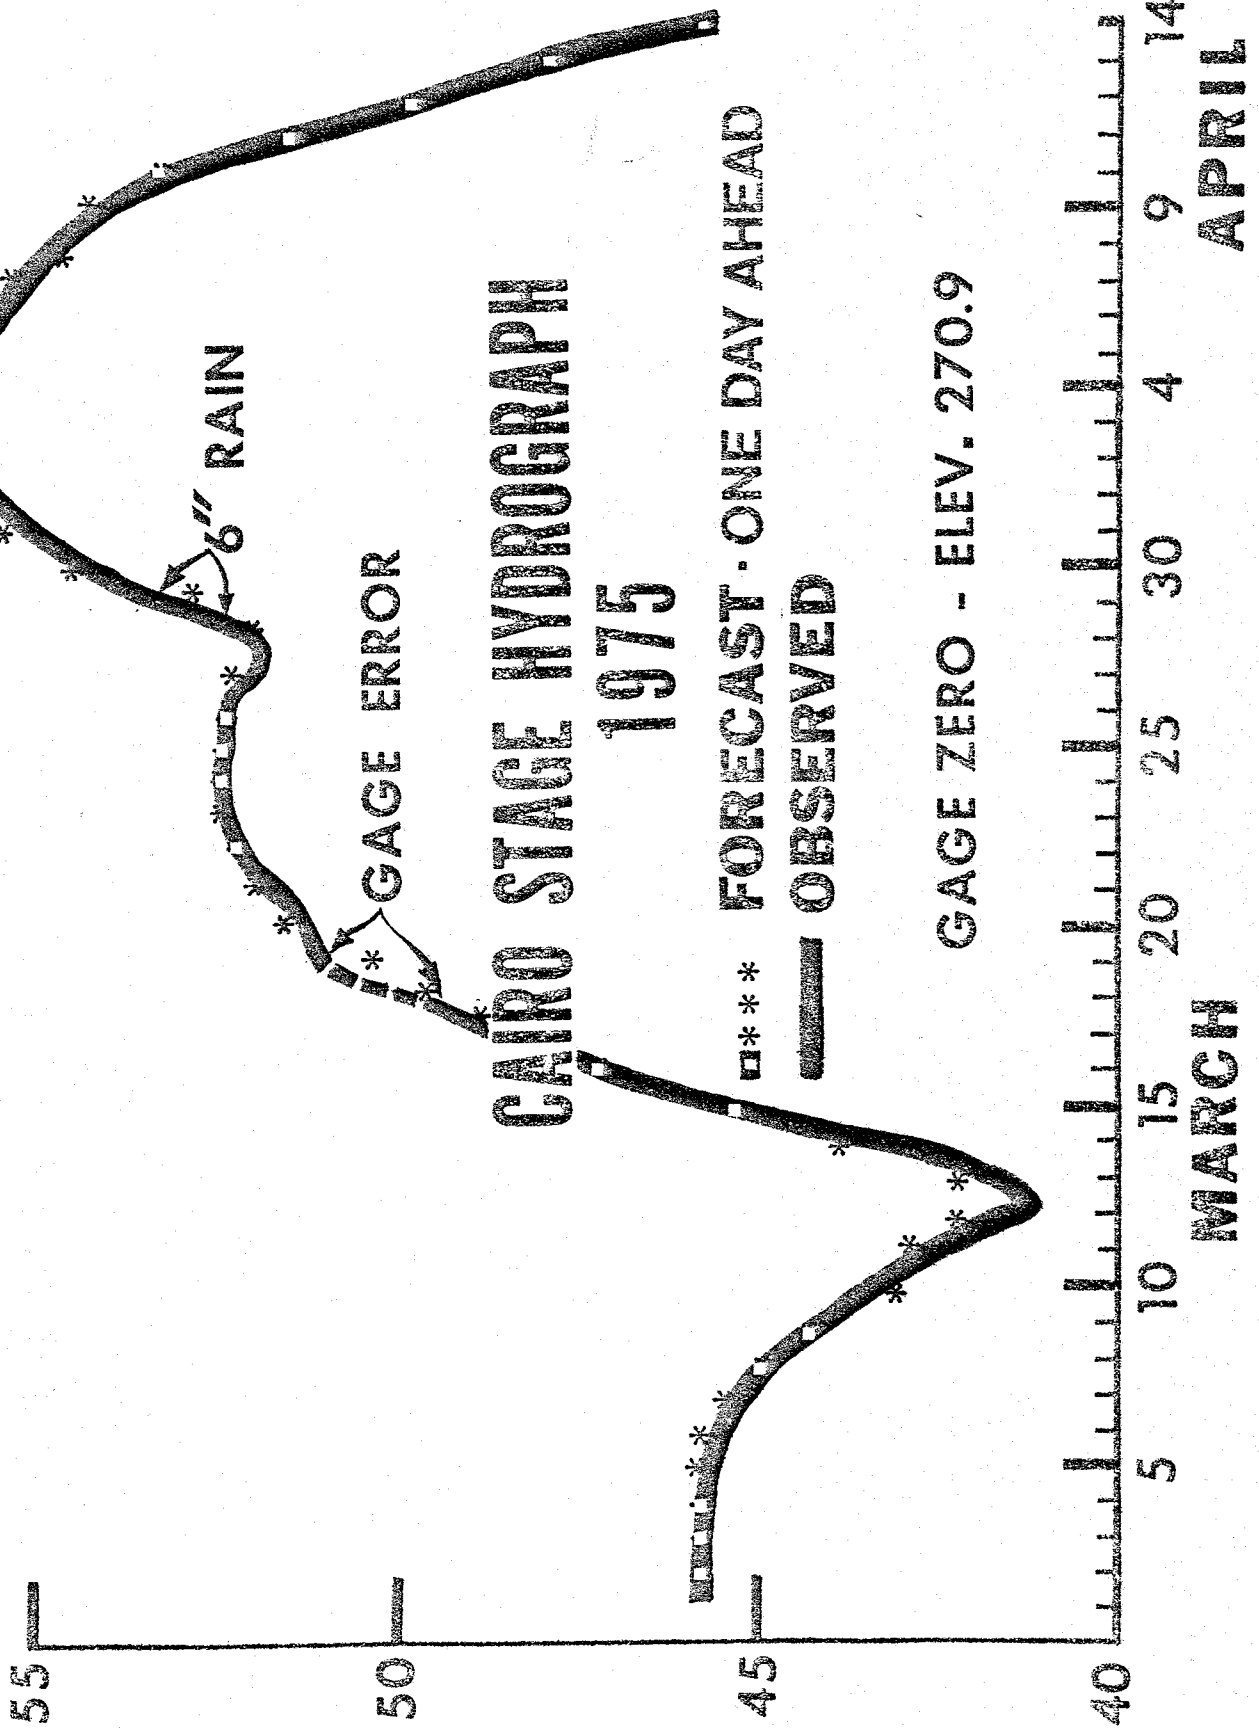 55
50
45
40
6" RAIN
GAGE ERROR
CAIRO STAGE HYDROGRAPH
1975
□*** FORECAST - ONE DAY AHEAD
OBSERVED
GAGE ZERO - ELEV. 270.9
5 10 15 20 25 30 4 9 14
MARCH APRIL